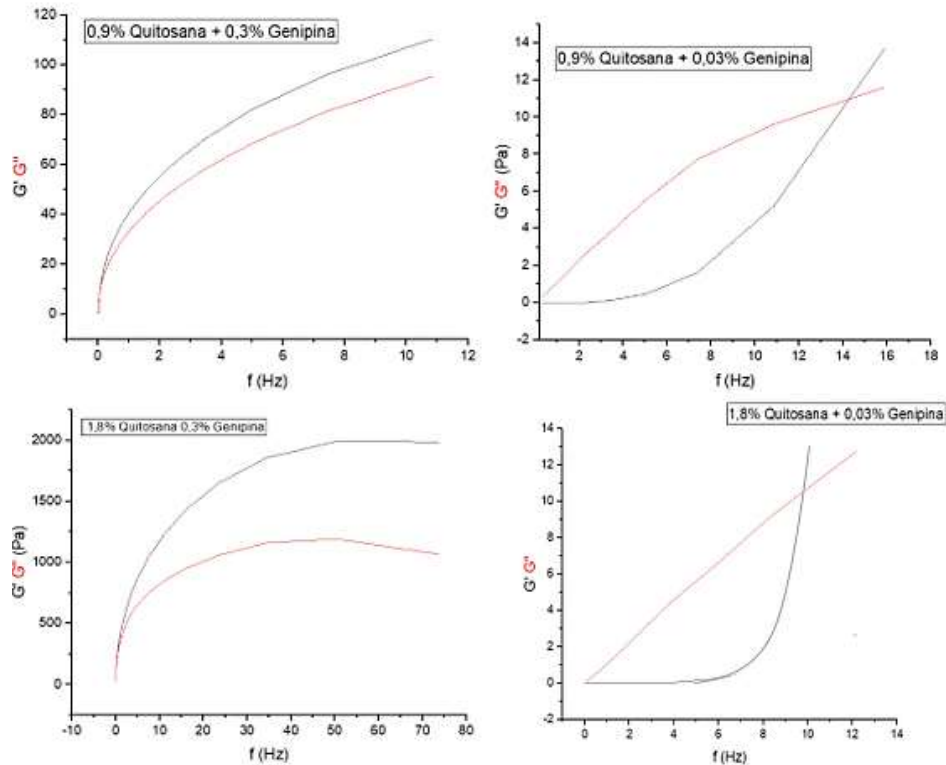 0,9% Quitosana + 0,3% Genipina
G' G''
120
100
80
60
40
20
0
0 2 4 6 8 10 12
f (Hz)
0,9% Quitosana + 0,03% Genipina
G' G'' (Pa)
14
12
10
8
6
4
2
0
-2
2 4 6 8 10 12 14 16 18
f (Hz)
1,8% Quitosana 0,3% Genipina
G' G'' (Pa)
2000
1500
1000
500
0
-10 0 10 20 30 40 50 60 70 80
f (Hz)
1,8% Quitosana + 0,03% Genipina
G' G''
14
12
10
8
6
4
2
0
-2
0 2 4 6 8 10 12 14
f (Hz)